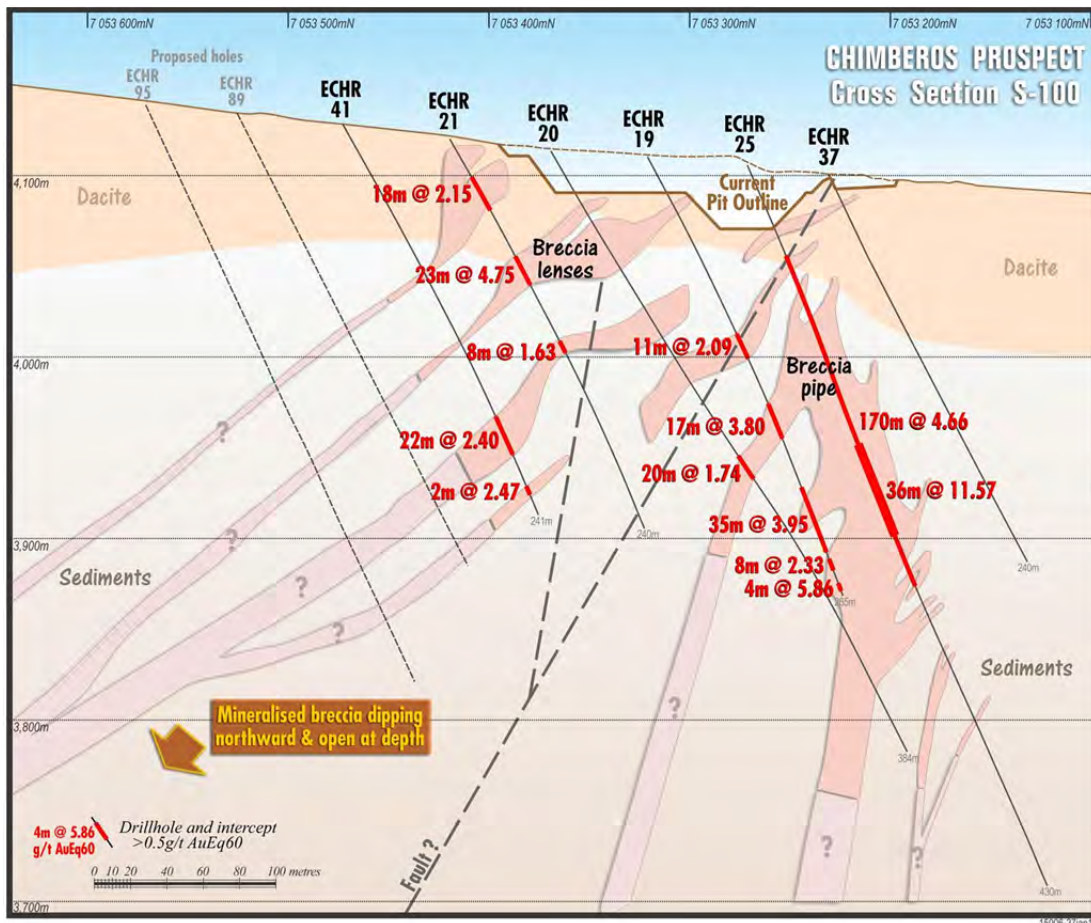 7 053 600mN
7 053 500mN
7 053 400mN
7 053 300mN
7 053 200mN
7 053 100mN
CHIMBEROS PROSPECT
Cross Section S-100
Proposed holes
ECHR
95
ECHR
89
ECHR
41
ECHR
21
ECHR
20
ECHR
19
ECHR
25
ECHR
37
4,100m
Dacite
18m @ 2.15
Current
Pit Outline
Breccia
lenses
23m @ 4.75
Dacite
8m @ 1.63
11m @ 2.09
4,000m
Breccia
pipe
170m @ 4.66
17m @ 3.80
22m @ 2.40
?
20m @ 1.74
2m @ 2.47
36m @ 11.57
241m
240m
35m @ 3.95
3,900m
?
8m @ 2.33
240m
Sediments
?
4m @ 5.86
265m
?
Sediments
Mineralised breccia dipping
northward & open at depth
?
3,800m
384m
4m @ 5.86
g/t AuEq60
Drillhole and intercept
>0.5g/t AuEq60
0 10 20 40 60 80 100 metres
Fault ?
?
?
430m
3,700m